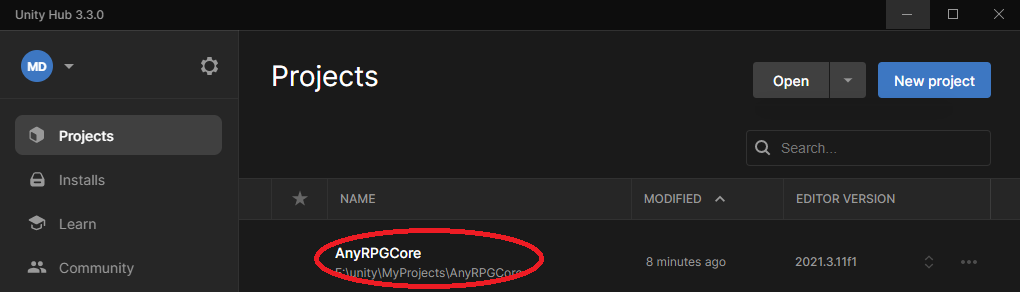 Unity Hub 3.3.0
MD
Projects
Open
New project
Projects
Search...
Installs
NAME
MODIFIED
EDITOR VERSION
Learn
AnyRPGCore
E:\unity\MyProjects\AnyRPGCore
8 minutes ago
2021.3.11f1
Community